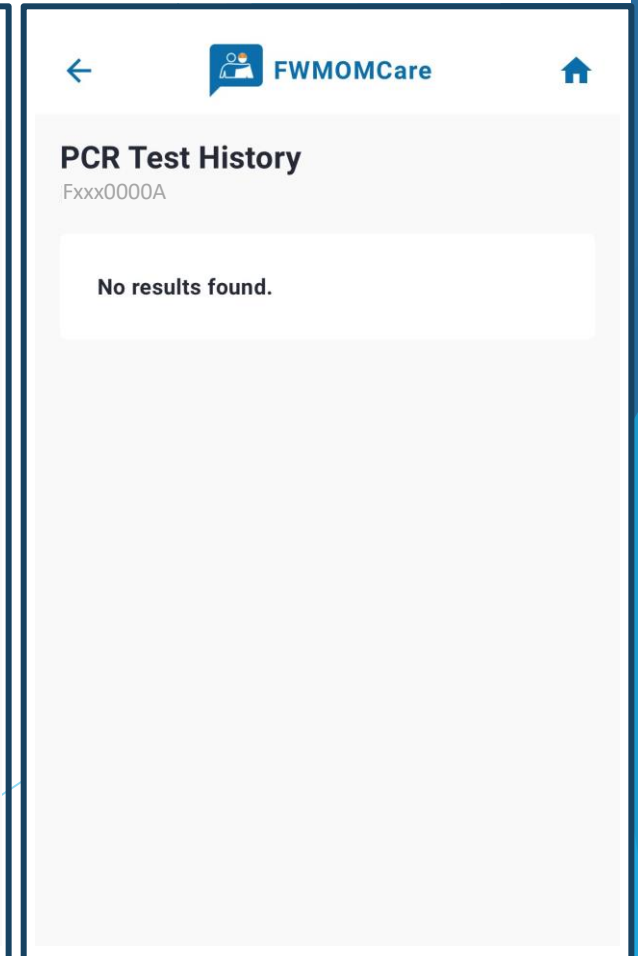 FWMOMCare
PCR Test History
Fxxx0000A
No results found.